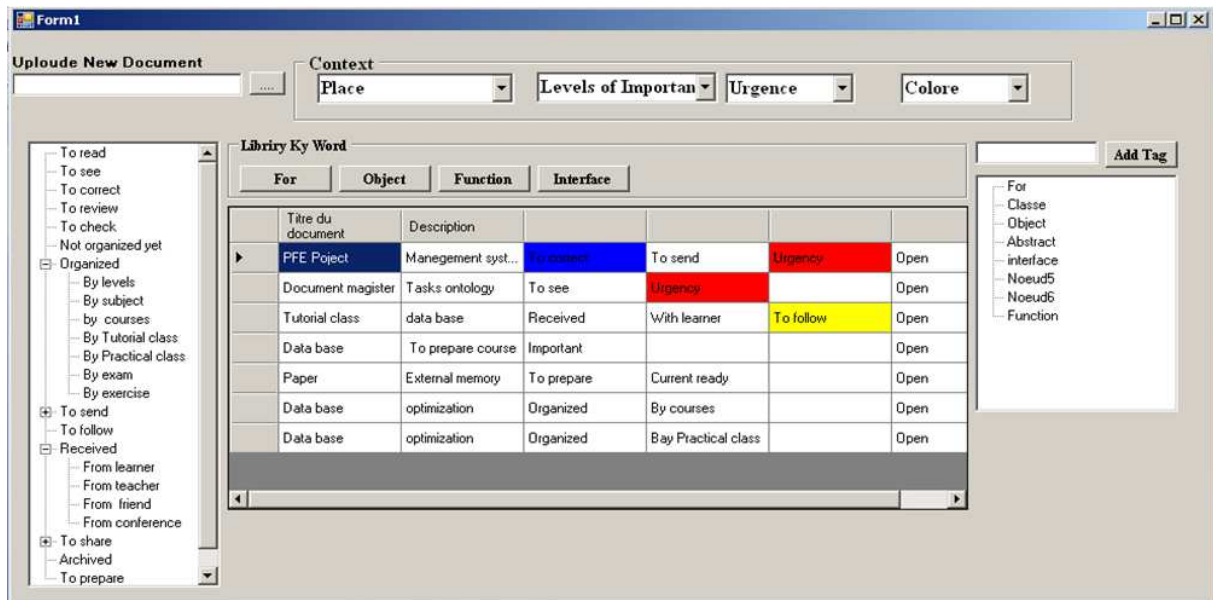 Form1
Uploude New Document
....
Context
Place
Levels of Importan
Urgence
Colore
To read
To see
To correct
To review
To check
Not organized yet
Organized
By levels
By subject
by courses
By Tutorial class
By Practical class
By exam
By exercise
To send
To follow
Received
From learner
From teacher
From friend
From conference
To share
Archived
To prepare
Libriry Ky Word
For Object Function Interface
Titre du
document
Description
PFE Poject Manegement syst... To correct To send Urgency Open
Document magister Tasks ontology To see Urgency Open
Tutorial class data base Received With learner To follow Open
Data base To prepare course Important Open
Paper External memory To prepare Current ready Open
Data base optimization Organized By courses Open
Data base optimization Organized Bay Practical class Open
Add Tag
For
Classe
Object
Abstract
interface
Noeud5
Noeud6
Function